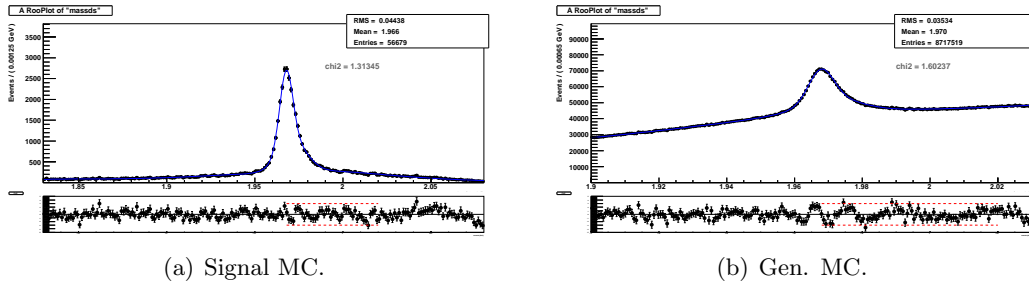 A RooPlot of "massds"
RMS = 0.04438
Mean = 1.966
Entries = 56679
chi2 = 1.31345
Events / ( 0.00125 GeV )
3500
3000
2500
2000
1500
1000
500
1.85
1.9
1.95
2
2.05
(a) Signal MC.
A RooPlot of "massds"
RMS = 0.03534
Mean = 1.970
Entries = 8717519
chi2 = 1.60237
Events / ( 0.00065 GeV )
90000
80000
70000
60000
50000
40000
30000
20000
10000
1.9
1.92
1.94
1.96
1.98
2
2.02
(b) Gen. MC.